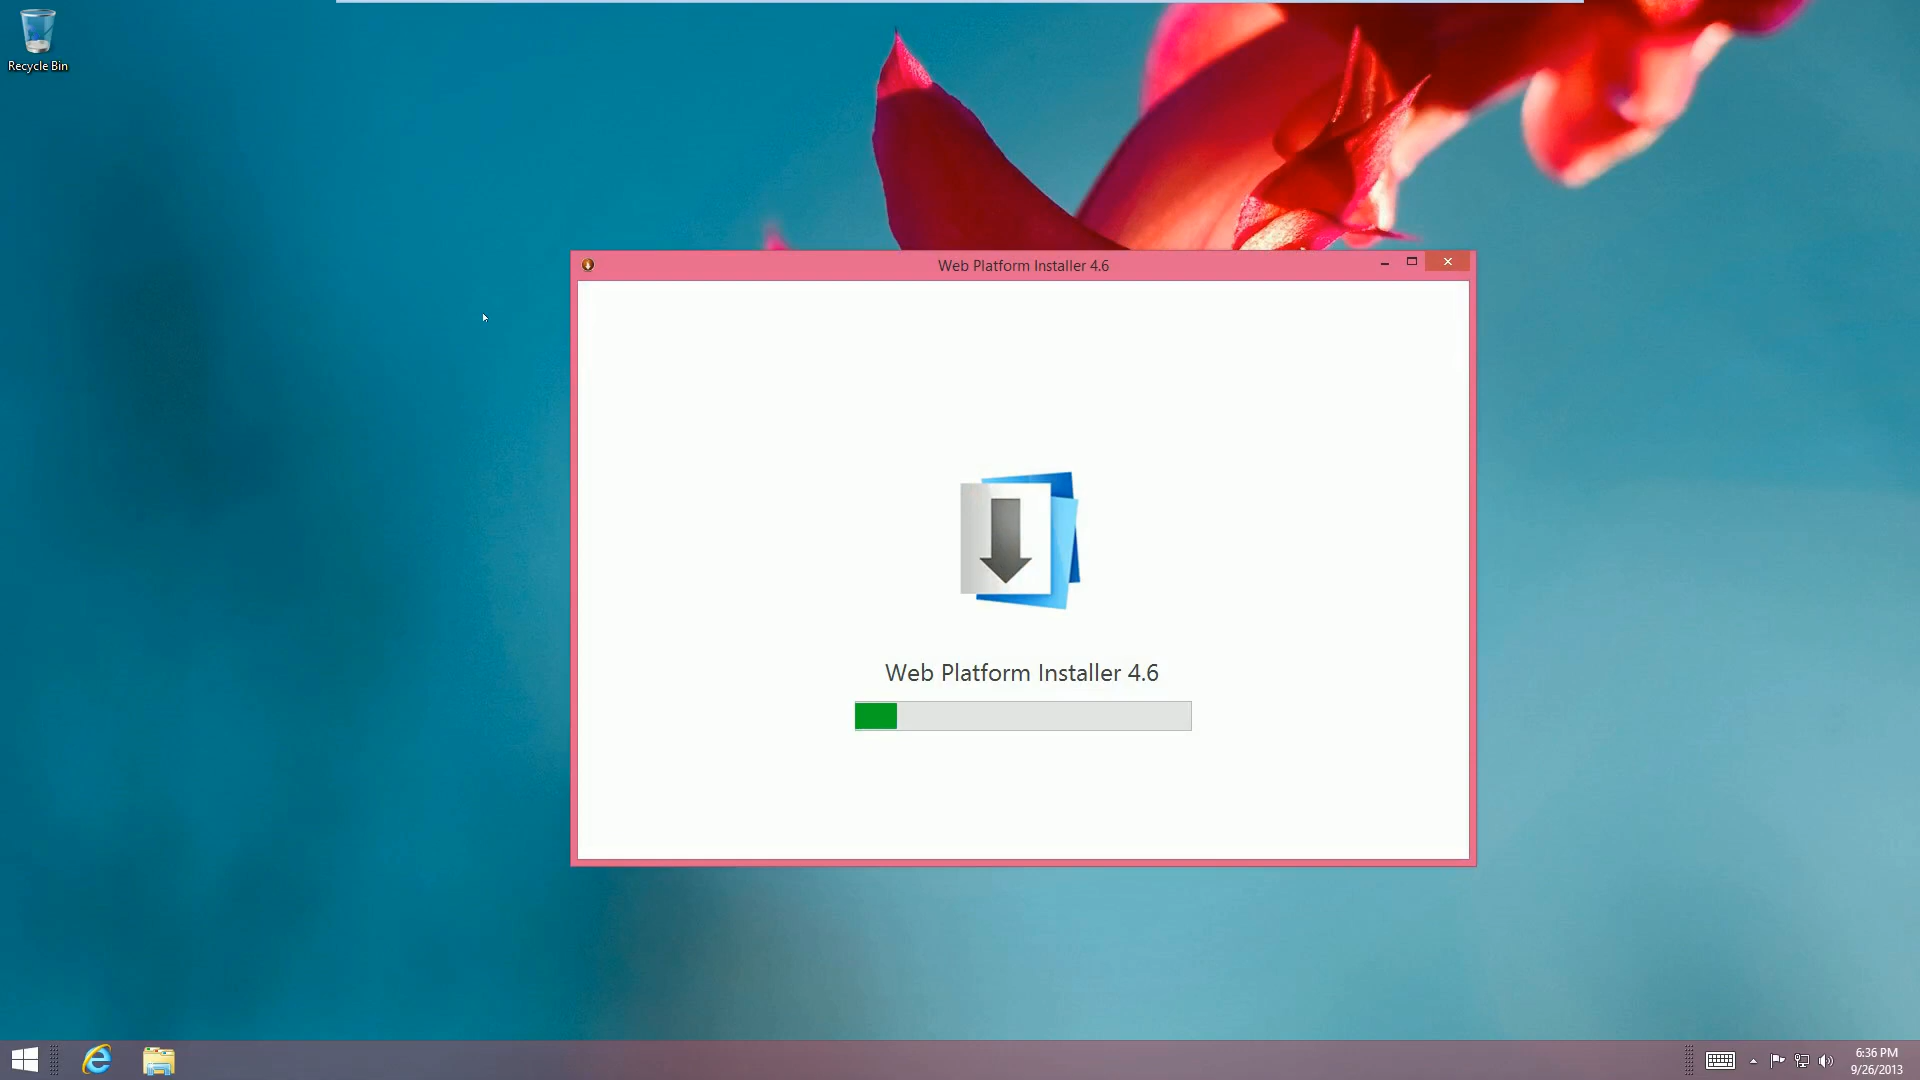 Recycle Bin
Web Platform Installer 4.6
Web Platform Installer 4.6
6:36 PM
9/26/2013